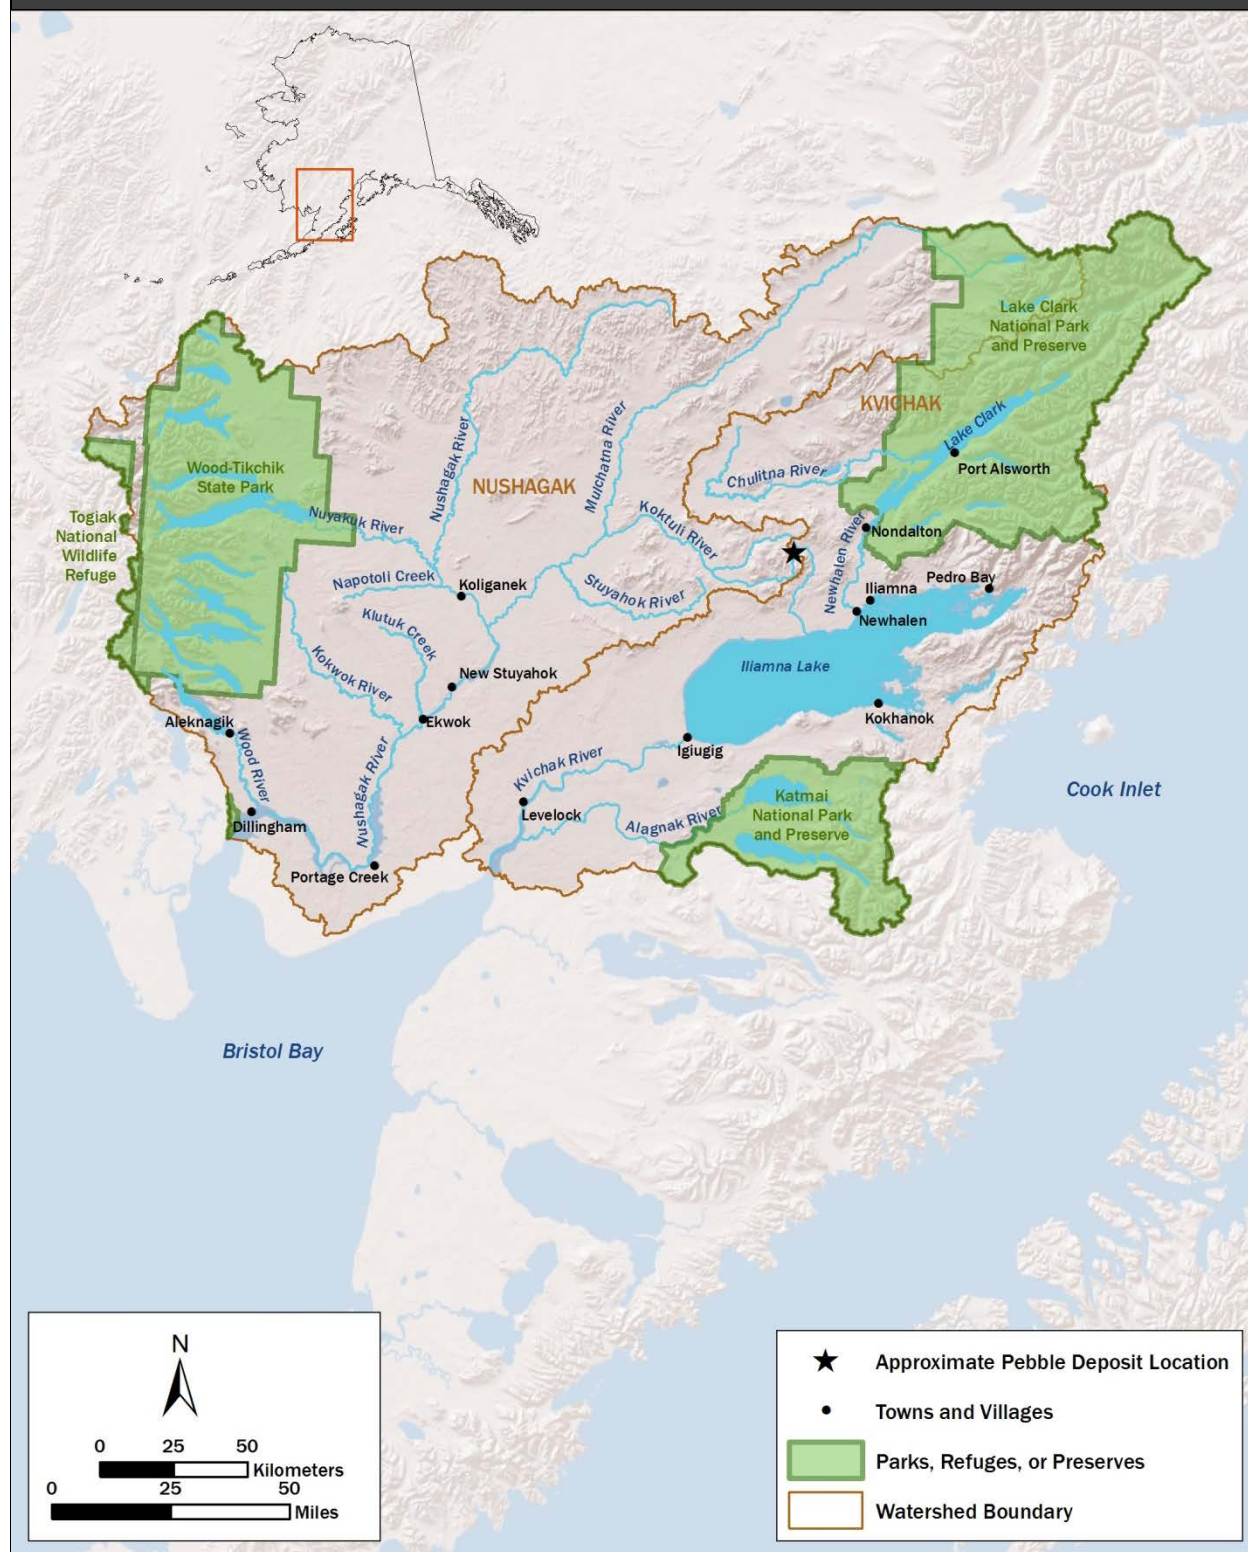 Lake Clark
National Park
and Preserve
KVICHAK
Lake Clark
Port Alsworth
Chulitna River
Mulchatna River
Nushagak River
NUSHAGAK
Wood-Tikchik
State Park
Togiak
National
Wildlife
Refuge
Nuyakuk River
Koktuli River
Nondalton
Newhalen River
Napotoli Creek
Koliganek
Stuyahok River
Iliamna
Pedro Bay
Newhalen
Klutuk Creek
Kokwok River
New Stuyahok
Iliamna Lake
Kokhanok
Aleknagik
Ekwok
Igiugig
Wood River
Nushagak River
Kvichak River
Levelock
Alagnak River
Katmai
National Park
and Preserve
Cook Inlet
Dillingham
Portage Creek
Bristol Bay
N
0 25 50
Kilometers
0 25 50
Miles
Approximate Pebble Deposit Location
Towns and Villages
Parks, Refuges, or Preserves
Watershed Boundary